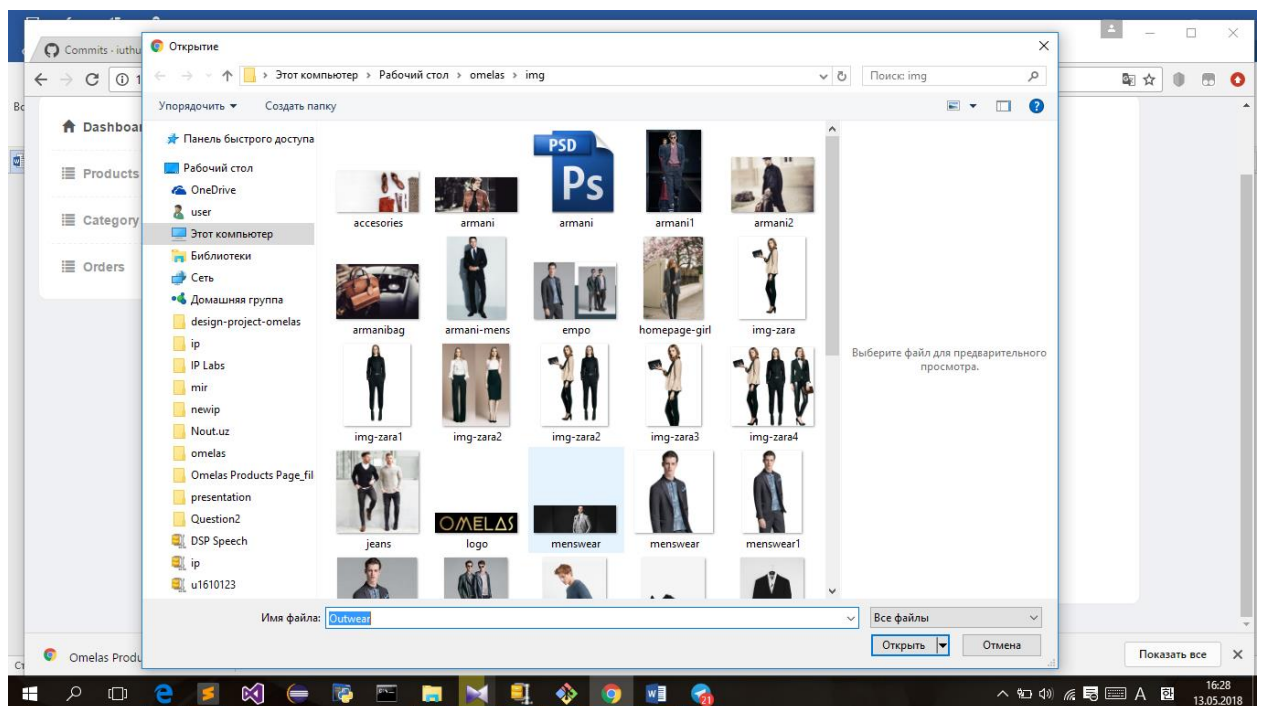 Commits - iuthu
Открытие
Этот компьютер › Рабочий стол › omelas › img
Поиск: img
Упорядочить
Создать папку
Dashboar
Products
Category
Orders
Панель быстрого доступа
Рабочий стол
OneDrive
user
Этот компьютер
Библиотеки
Сеть
Домашняя группа
design-project-omelas
ip
IP Labs
mir
newip
Nout.uz
omelas
Omelas Products Page_fil
presentation
Question2
DSP Speech
ip
u1610123
PSD
Ps
accesories armani armani armani1 armani2
armanibag armani-mens empo homepage-girl img-zara
img-zara1 img-zara2 img-zara2 img-zara3 img-zara4
OMELAS
jeans logo menswear menswear menswear1
Выберите файл для предварительного
просмотра.
Имя файла: Outwear
Все файлы
Открыть Отмена
Omelas Produ
Показать все
21
A
16:28
13.05.2018